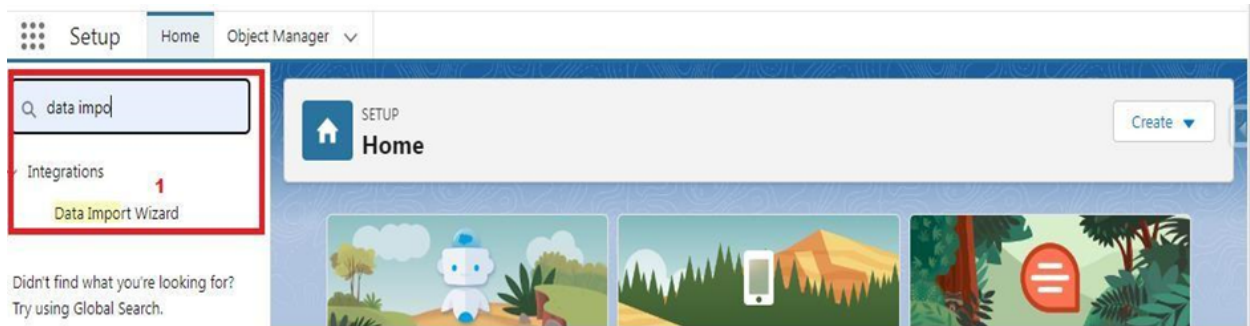 Setup Home Object Manager
data impo
SETUP
Home
Create
Integrations
1
Data Import Wizard
Didn't find what you're looking for?
Try using Global Search.